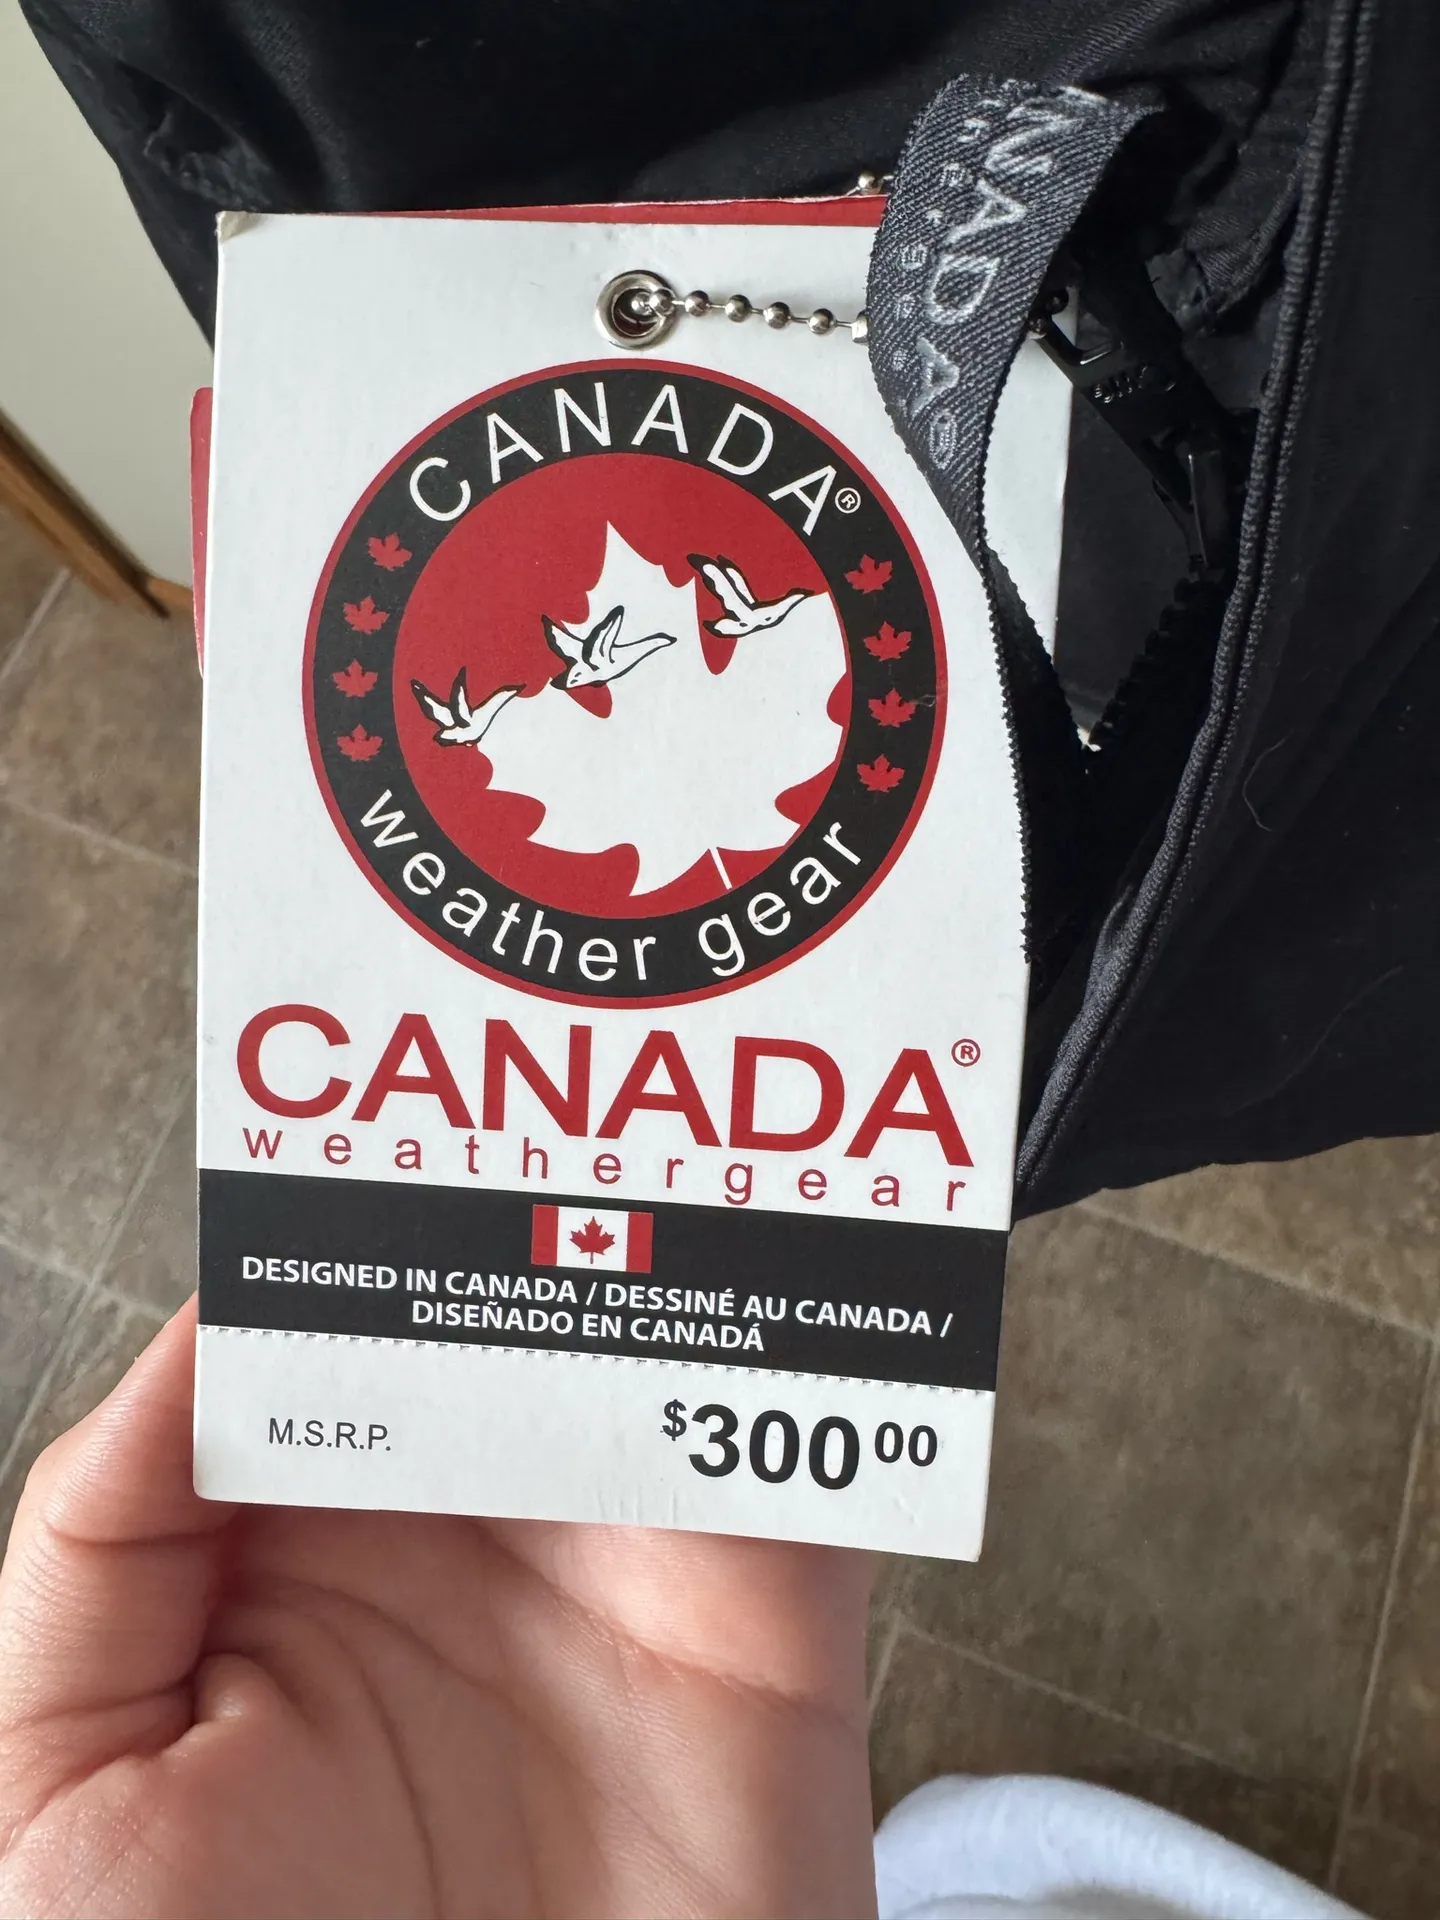 CANADA®
weather gear
CANADA®
weathergear
DESIGNED IN CANADA / DESSINÉ AU CANADA /
DISEÑADO EN CANADÁ
M.S.R.P.
$300 00